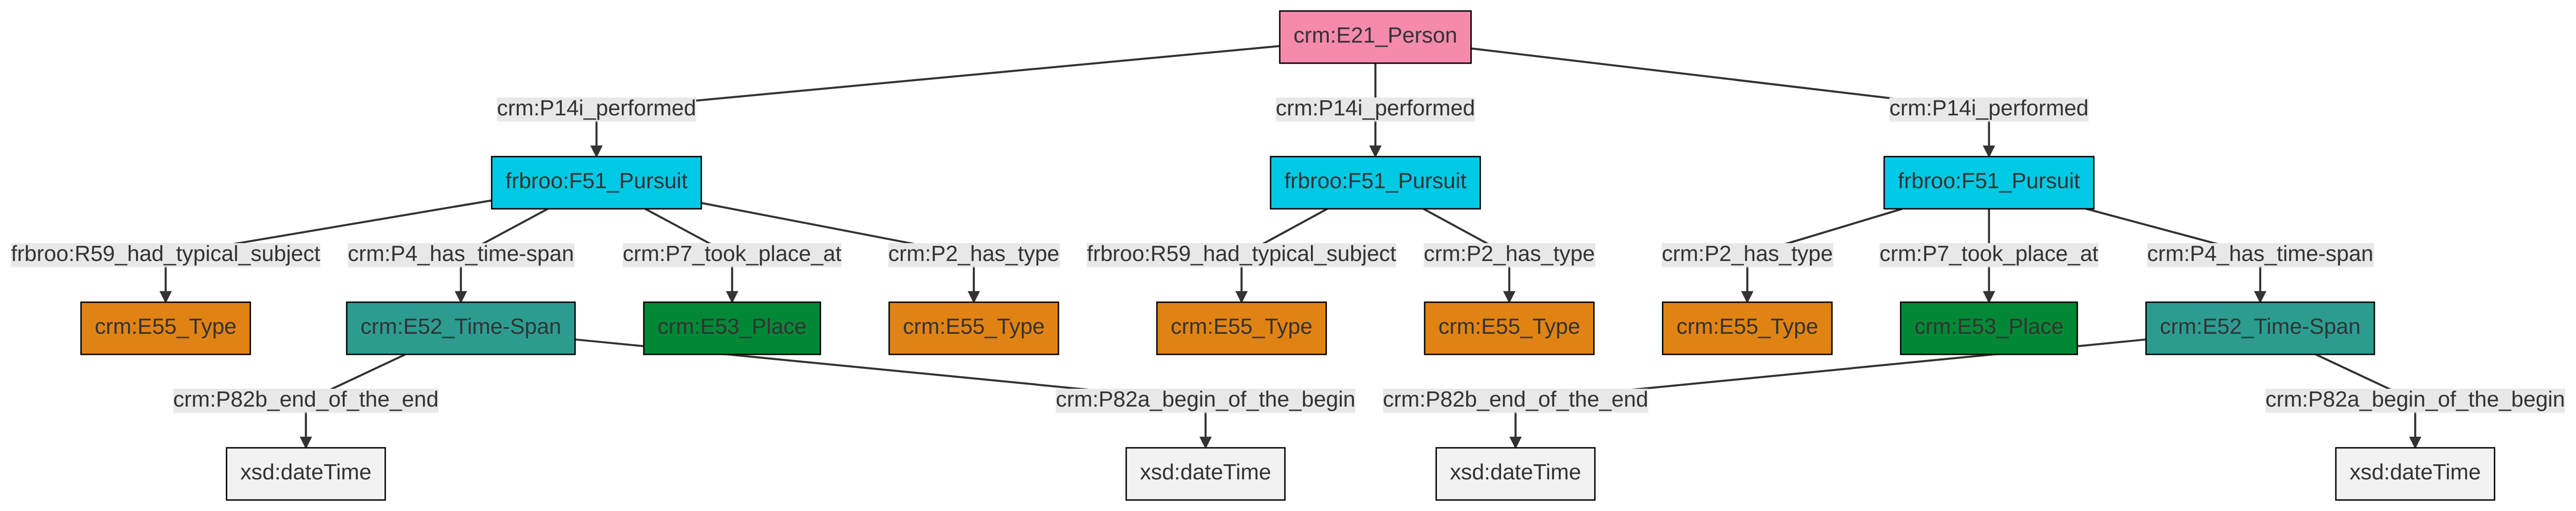 crm:E21_Person
crm:P14i_performed
crm:P14i_performed
crm:P14i_performed
frbroo:F51_Pursuit
frbroo:F51_Pursuit
frbroo:F51_Pursuit
frbroo:R59_had_typical_subject
crm:P4_has_time-span
crm:P7_took_place_at
crm:P2_has_type
frbroo:R59_had_typical_subject
crm:P2_has_type
crm:P2_has_type
crm:P7_took_place_at
crm:P4_has_time-span
crm:E55_Type
crm:E52_Time-Span
crm:E53_Place
crm:E55_Type
crm:E55_Type
crm:E55_Type
crm:E55_Type
crm:E53_Place
crm:E52_Time-Span
crm:P82b_end_of_the_end
crm:P82a_begin_of_the_begin
crm:P82b_end_of_the_end
crm:P82a_begin_of_the_begin
xsd:dateTime
xsd:dateTime
xsd:dateTime
xsd:dateTime